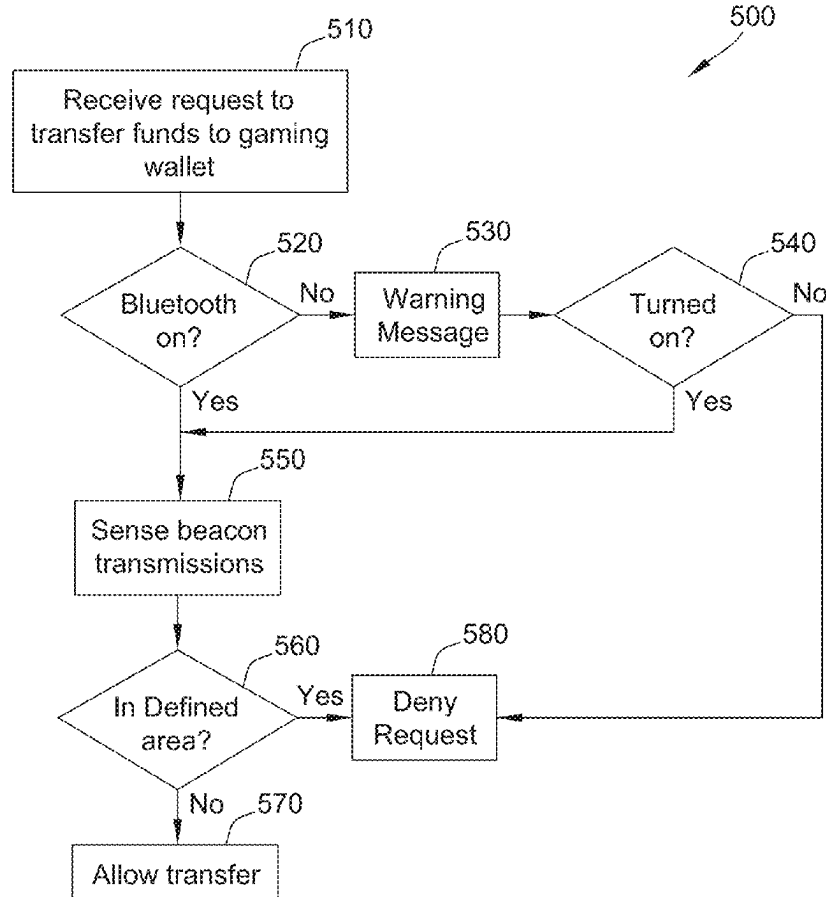 510
500
Receive request to
transfer funds to gaming
wallet
520
530
540
Bluetooth
on?
No
Warning
Message
Turned
on?
No
Yes
Yes
550
Sense beacon
transmissions
560
580
In Defined
area?
Yes
Deny
Request
No
570
Allow transfer